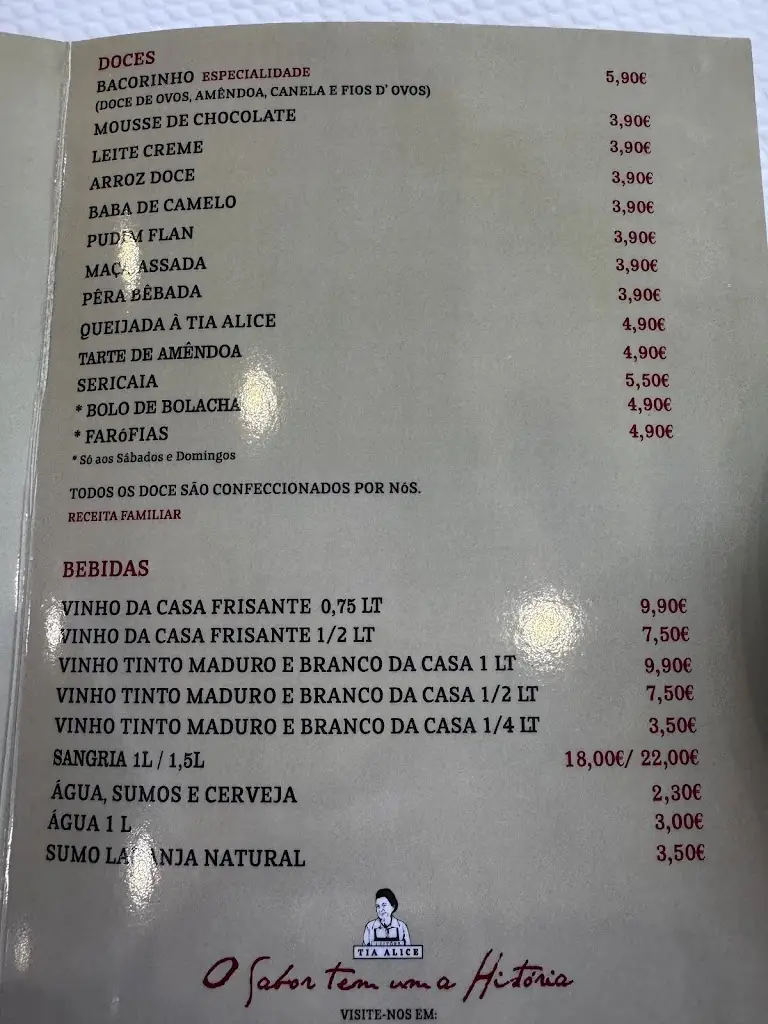 DOCES
BACORINHO ESPECIALIDADE 5,90€
(DOCE DE OVOS, AMÊNDOA, CANELA E FIOS D' OVOS)
MOUSSE DE CHOCOLATE 3,90€
LEITE CREME 3,90€
ARROZ DOCE 3,90€
BABA DE CAMELO 3,90€
PUDIM FLAN 3,90€
MAÇÃ ASSADA 3,90€
PÊRA BÊBADA 3,90€
QUEIJADA À TIA ALICE 4,90€
TARTE DE AMÊNDOA 4,90€
SERICAIA 5,50€
* BOLO DE BOLACHA 4,90€
* FARóFIAS 4,90€
* Só aos Sábados e Domingos
TODOS OS DOCE SÃO CONFECCIONADOS POR NóS.
RECEITA FAMILIAR
BEBIDAS
VINHO DA CASA FRISANTE 0,75 LT 9,90€
VINHO DA CASA FRISANTE 1/2 LT 7,50€
VINHO TINTO MADURO E BRANCO DA CASA 1 LT 9,90€
VINHO TINTO MADURO E BRANCO DA CASA 1/2 LT 7,50€
VINHO TINTO MADURO E BRANCO DA CASA 1/4 LT 3,50€
SANGRIA 1L / 1,5L 18,00€/ 22,00€
ÁGUA, SUMOS E CERVEJA 2,30€
ÁGUA 1 L 3,00€
SUMO LARANJA NATURAL 3,50€
TIA ALICE
O Sabor tem uma História
VISITE-NOS EM: